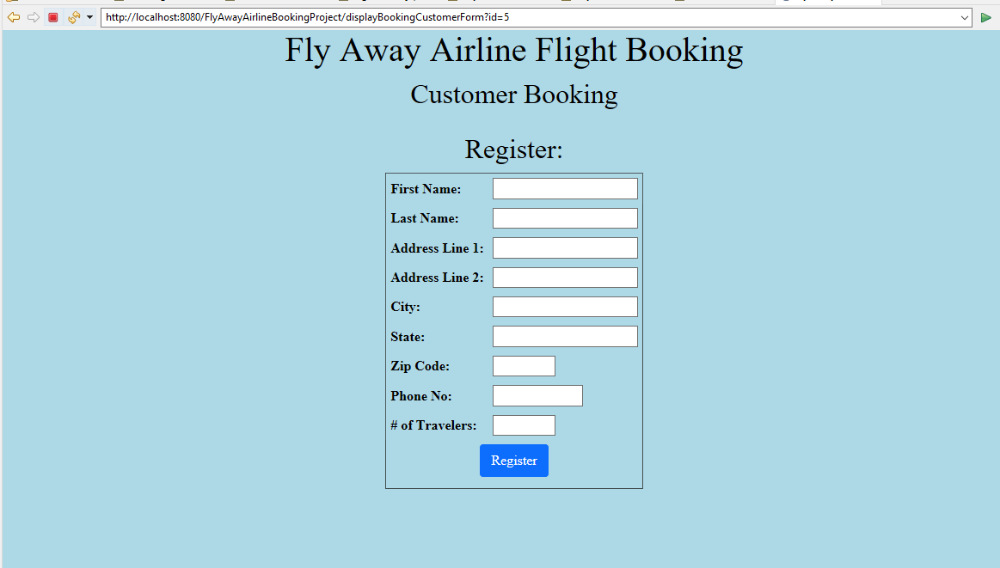 http://localhost:8080/FlyAwayAirlineBookingProject/displayBookingCustomerForm?id=5
Fly Away Airline Flight Booking
Customer Booking
Register:
First Name:
Last Name:
Address Line 1:
Address Line 2:
City:
State:
Zip Code:
Phone No:
# of Travelers:
Register